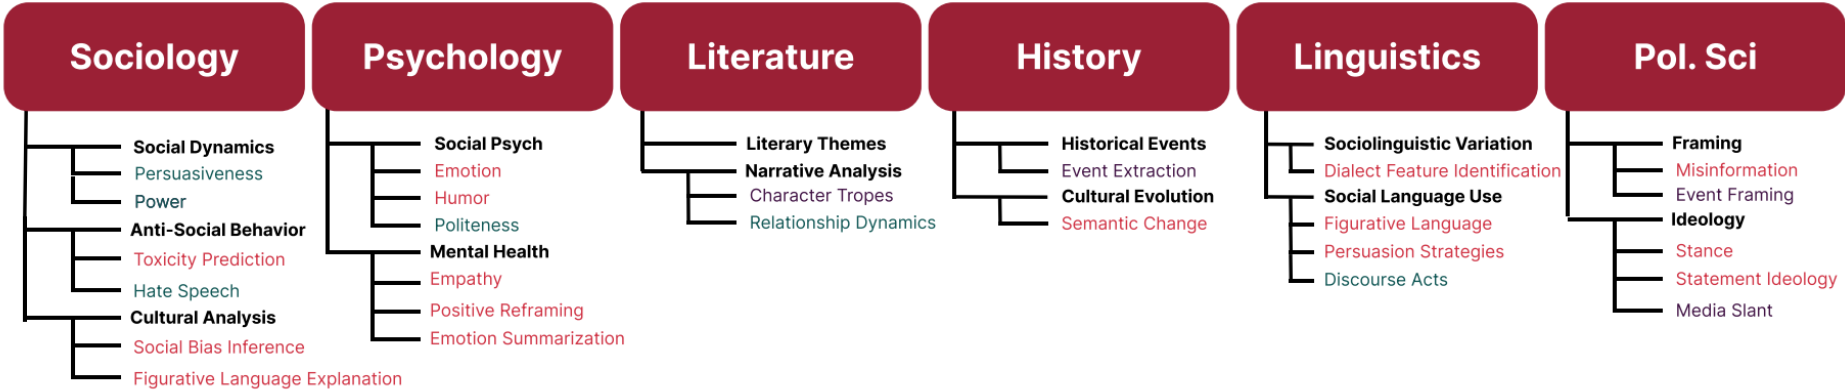 Sociology
Social Dynamics
Persuasiveness
Power
Anti-Social Behavior
Toxicity Prediction
Hate Speech
Cultural Analysis
Social Bias Inference
Figurative Language Explanation
Psychology
Social Psych
Emotion
Humor
Politeness
Mental Health
Empathy
Positive Reframing
Emotion Summarization
Literature
Literary Themes
Narrative Analysis
Character Tropes
Relationship Dynamics
History
Historical Events
Event Extraction
Cultural Evolution
Semantic Change
Linguistics
Sociolinguistic Variation
Dialect Feature Identification
Social Language Use
Figurative Language
Persuasion Strategies
Discourse Acts
Pol. Sci
Framing
Misinformation
Event Framing
Ideology
Stance
Statement Ideology
Media Slant